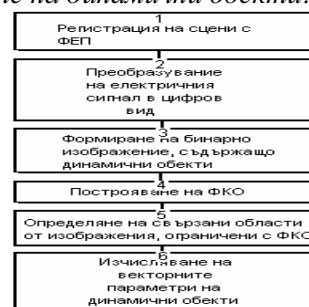 не на динамични обекти.
1
Регистрация на сцени с
ФЕП
2
Преобразуване
на електричния
сигнал в цифров
вид
3
Формиране на бинарно
изображение, съдържащо
динамични обекти
4
Построяване на ФКО
5
Определяне на свързани области
от изображения, ограничени с ФКО
6
Изчисляване на
векторните
параметри на
динамични обекти